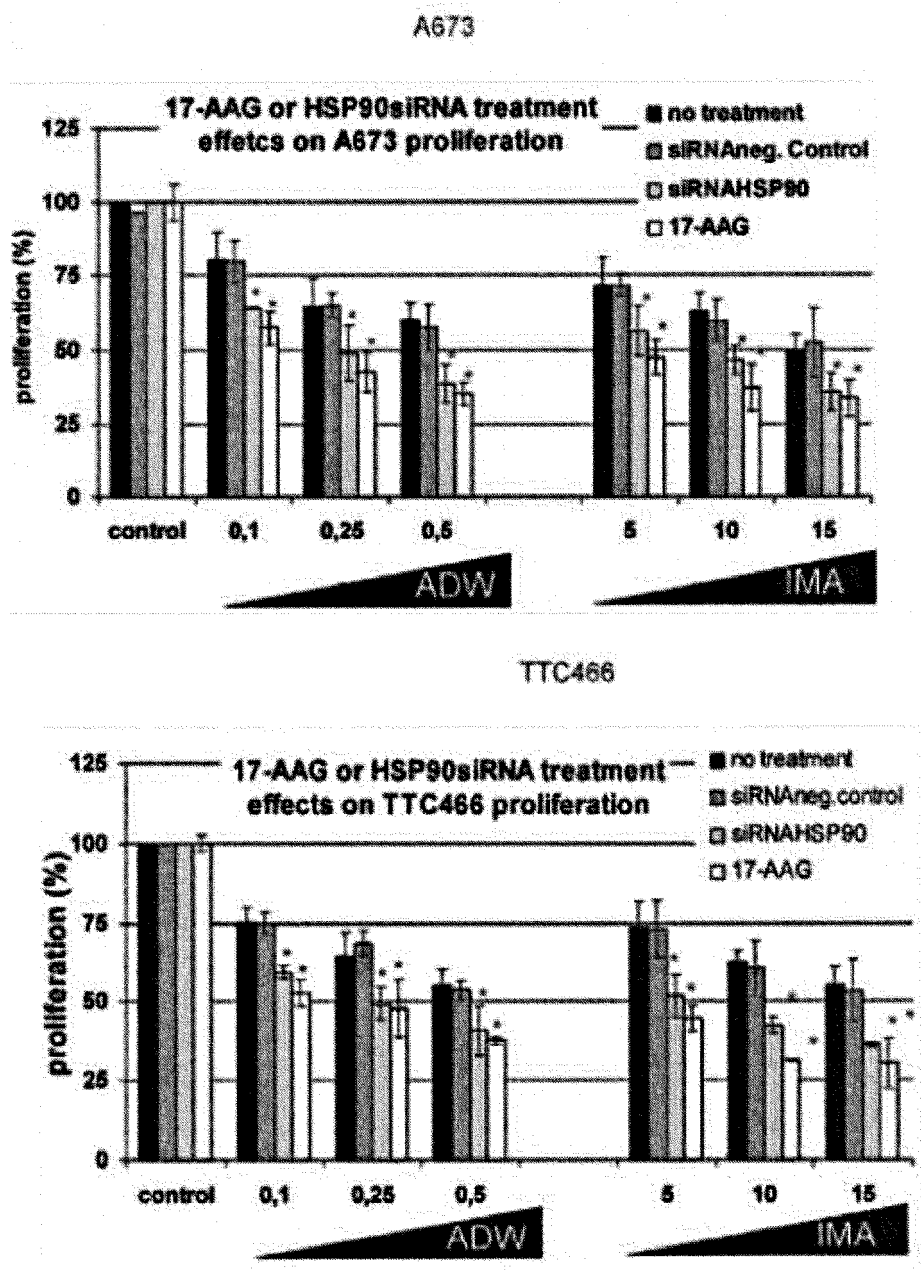 A673
17-AAG or HSP90siRNA treatment
effetcs on A673 proliferation
no treatment
siRNAneg. Control
siRNAHSP90
17-AAG
proliferation (%)
125
100
75
50
25
0
* * * * * * * * * * * *
control 0,1 0,25 0,5 5 10 15
ADW IMA
TTC466
17-AAG or HSP90siRNA treatment
effects on TTC466 proliferation
no treatment
siRNAneg.control
siRNAHSP90
17-AAG
proliferation (%)
125
100
75
50
25
0
* * * * * * * * * * * *
control 0,1 0,25 0,5 5 10 15
ADW IMA